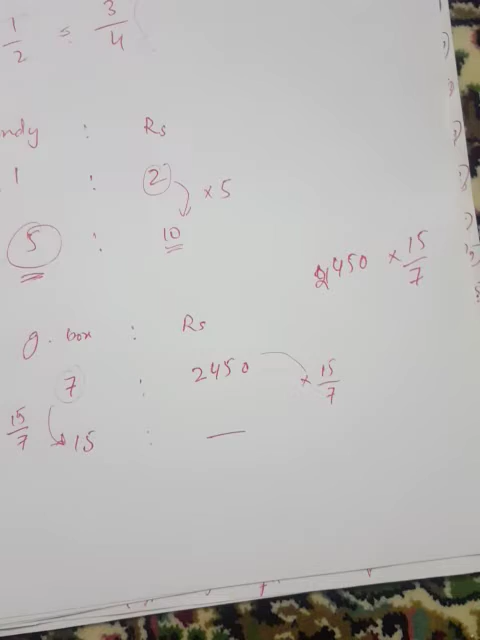 1/2 ≤ 3/4
ndy : Rs
1 : 2 × 5
5 : 10
2450 × 15/7
g. box : Rs
7 : 2450 × 15/7
15/7 15 : —